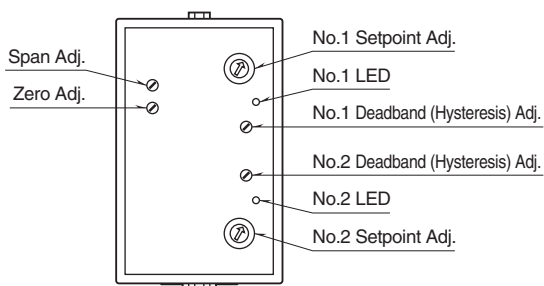 Span Adj.
Zero Adj.
No.1 Setpoint Adj.
No.1 LED
No.1 Deadband (Hysteresis) Adj.
No.2 Deadband (Hysteresis) Adj.
No.2 LED
No.2 Setpoint Adj.